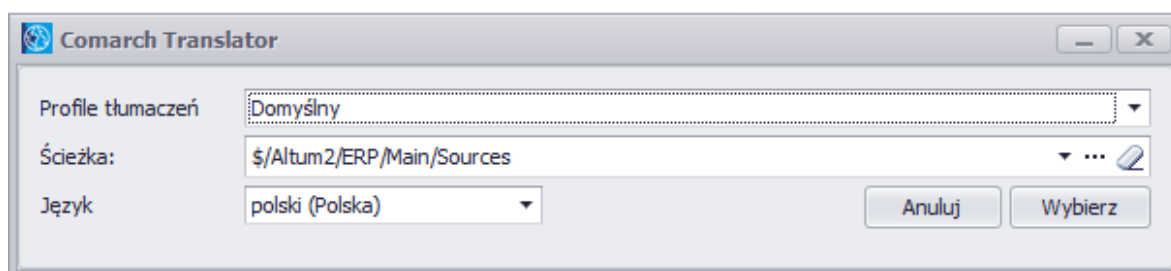 Comarch Translator
Profile tłumaczeń Domyślny
Ścieżka: $/Altum2/ERP/Main/Sources
Język polski (Polska) Anuluj Wybierz